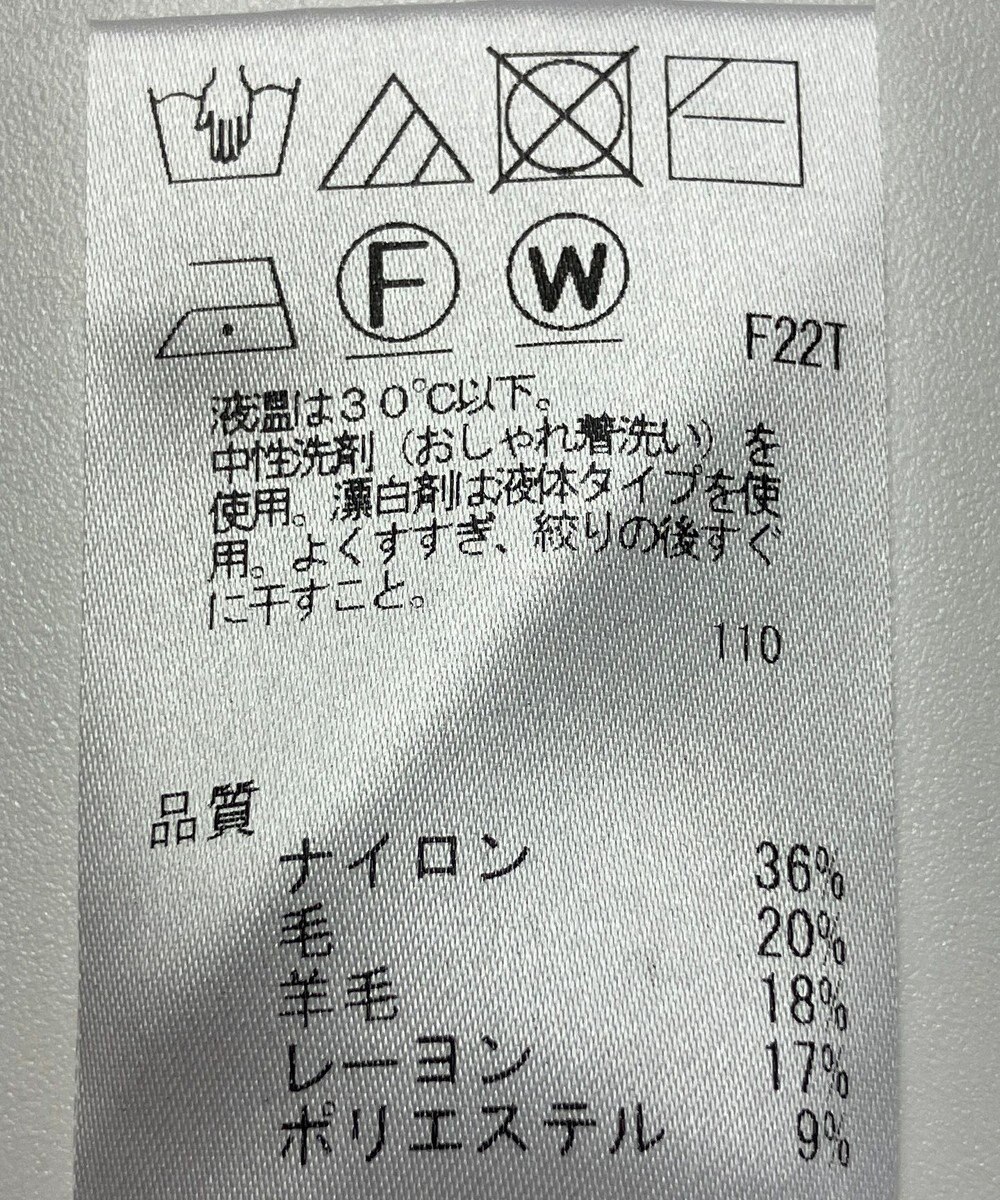 F W
F22T
液温は３０℃以下。
中性洗剤（おしゃれ着洗い）を
使用。漂白剤は液体タイプを使
用。よくすすぎ、絞りの後すぐ
に干すこと。
110
品質
ナイロン 36%
毛 20%
羊毛 18%
レーヨン 17%
ポリエステル 9%